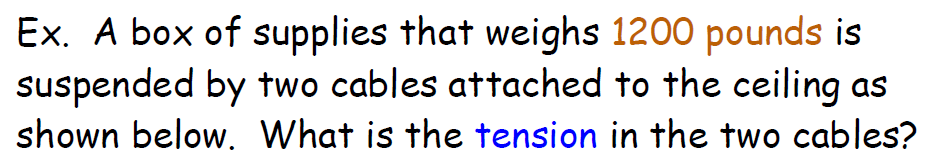 Ex.  A box of supplies that weighs 1200 pounds is
suspended by two cables attached to the ceiling as
shown below.  What is the tension in the two cables?